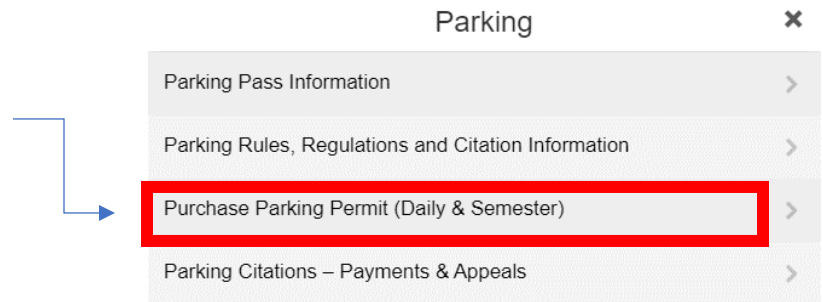 Parking
Parking Pass Information
Parking Rules, Regulations and Citation Information
Purchase Parking Permit (Daily & Semester)
Parking Citations – Payments & Appeals